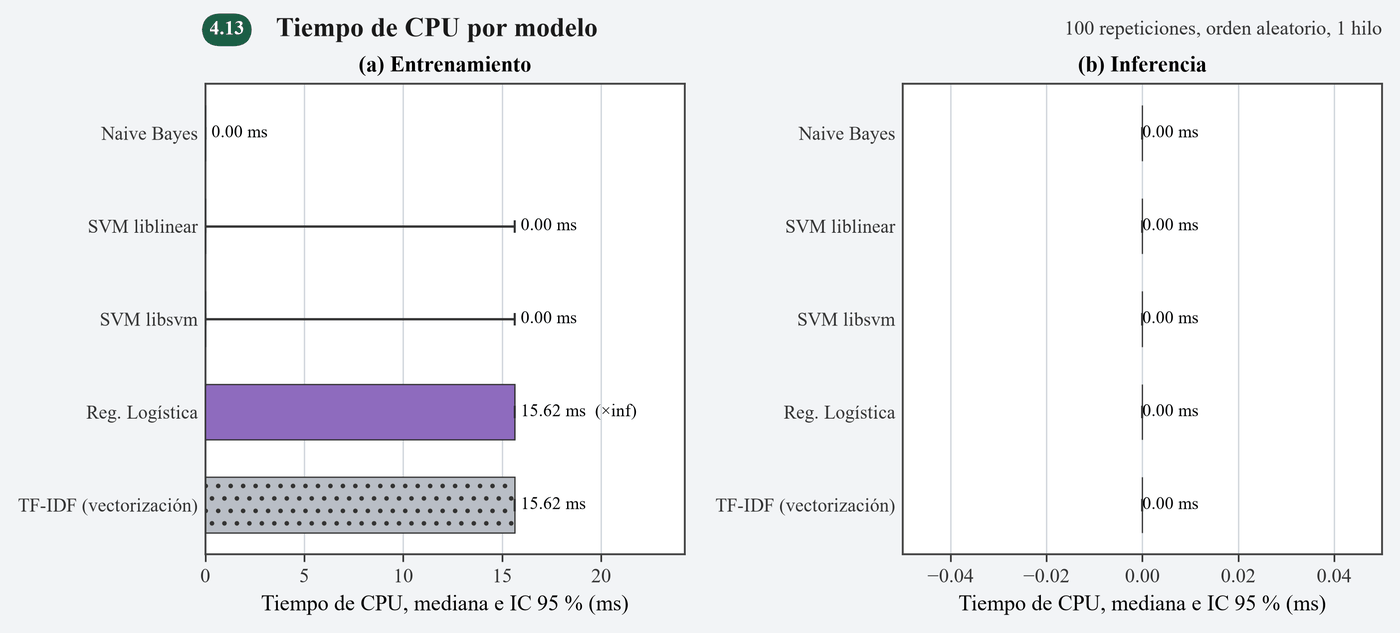 4.13 Tiempo de CPU por modelo
100 repeticiones, orden aleatorio, 1 hilo
(a) Entrenamiento
Naive Bayes 0.00 ms
SVM liblinear 0.00 ms
SVM libsvm 0.00 ms
Reg. Logística 15.62 ms (×inf)
TF-IDF (vectorización) 15.62 ms
0 5 10 15 20
Tiempo de CPU, mediana e IC 95 % (ms)
(b) Inferencia
Naive Bayes 0.00 ms
SVM liblinear 0.00 ms
SVM libsvm 0.00 ms
Reg. Logística 0.00 ms
TF-IDF (vectorización) 0.00 ms
−0.04 −0.02 0.00 0.02 0.04
Tiempo de CPU, mediana e IC 95 % (ms)